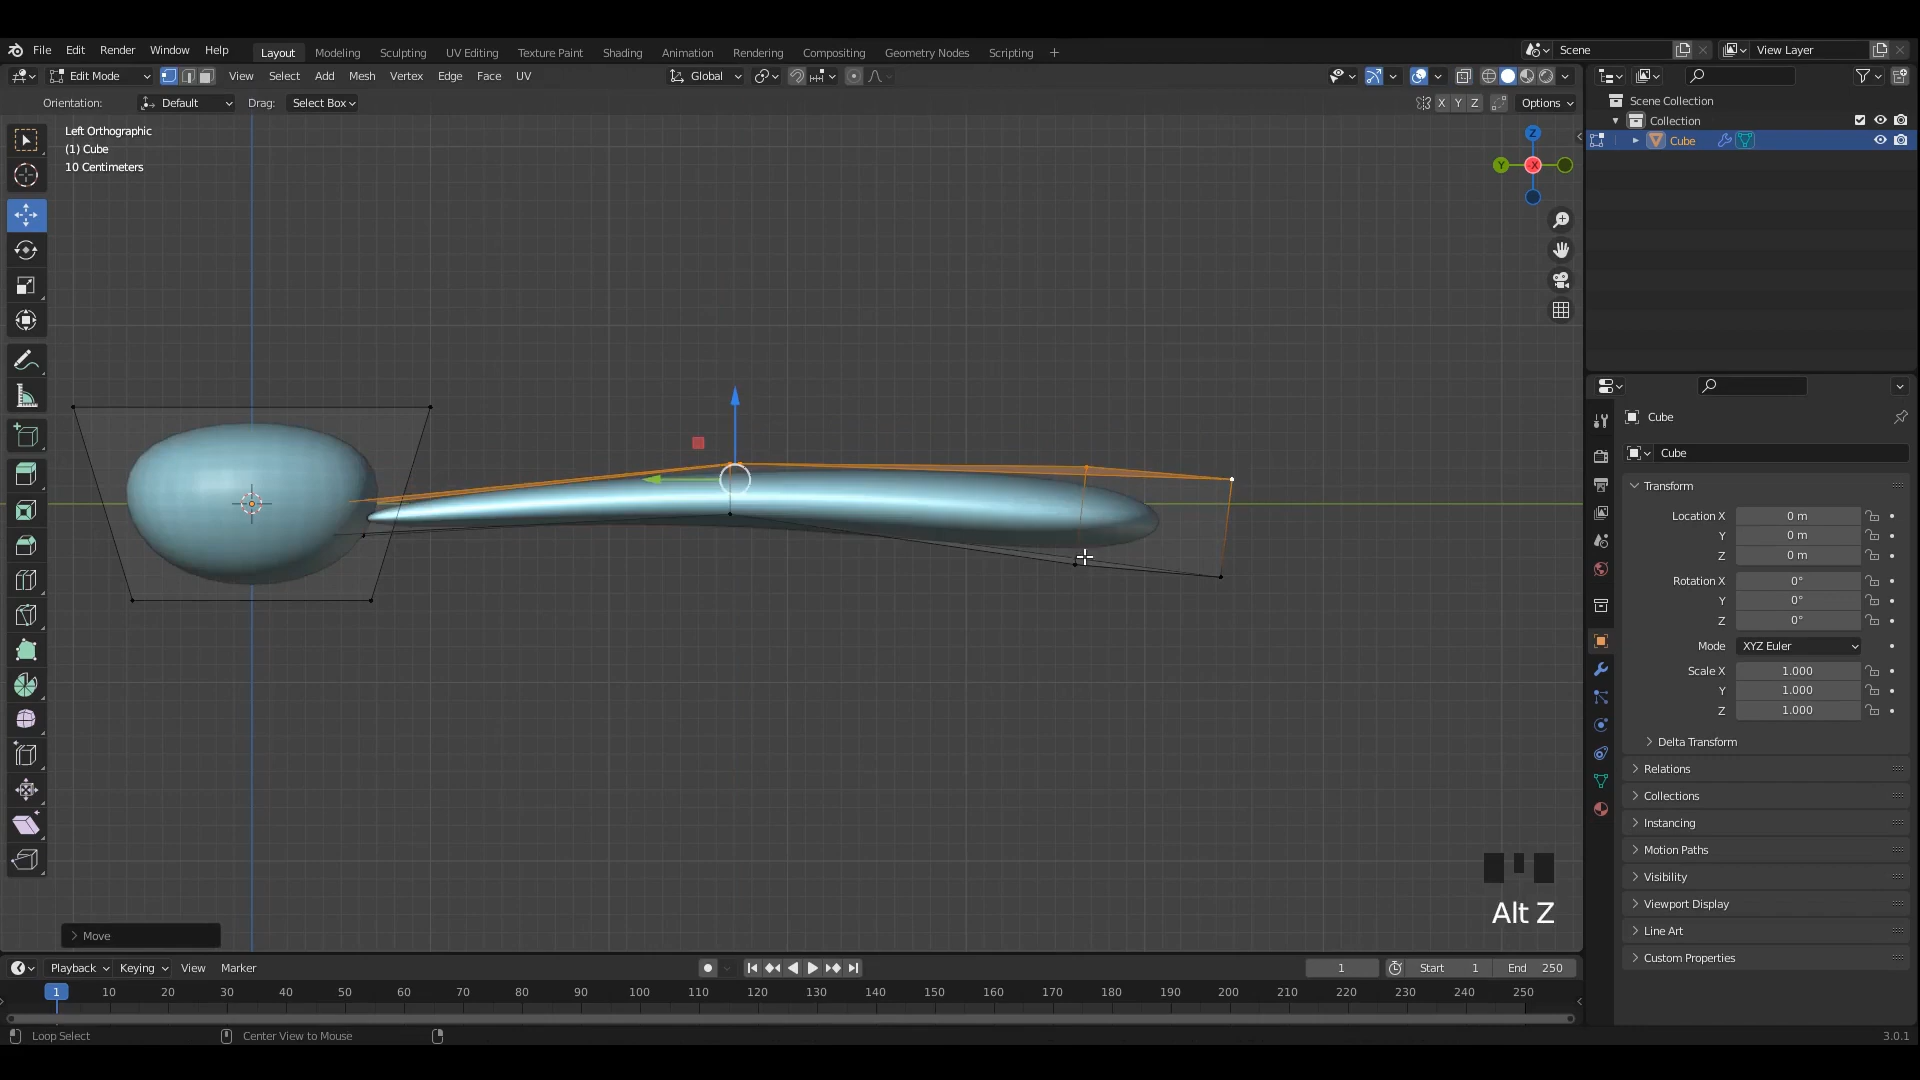 File Edit Render Window Help Layout Modeling Sculpting UV Editing Texture Paint Shading Animation Rendering Compositing Geometry Nodes Scripting + Scene View Layer
Edit Mode View Select Add Mesh Vertex Edge Face UV Global
Orientation: Default Drag: Select Box X Y Z Options
Left Orthographic
(1) Cube
10 Centimeters
Z
Y X
Scene Collection
Collection
Cube
Cube
Cube
Transform
Location X 0 m
Y 0 m
Z 0 m
Rotation X 0°
Y 0°
Z 0°
Mode XYZ Euler
Scale X 1.000
Y 1.000
Z 1.000
Delta Transform
Relations
Collections
Instancing
Motion Paths
Visibility
Viewport Display
Line Art
Custom Properties
Alt Z
Move
Playback Keying View Marker 1 Start 1 End 250
1 10 20 30 40 50 60 70 80 90 100 110 120 130 140 150 160 170 180 190 200 210 220 230 240 250
Loop Select Center View to Mouse 3.0.1